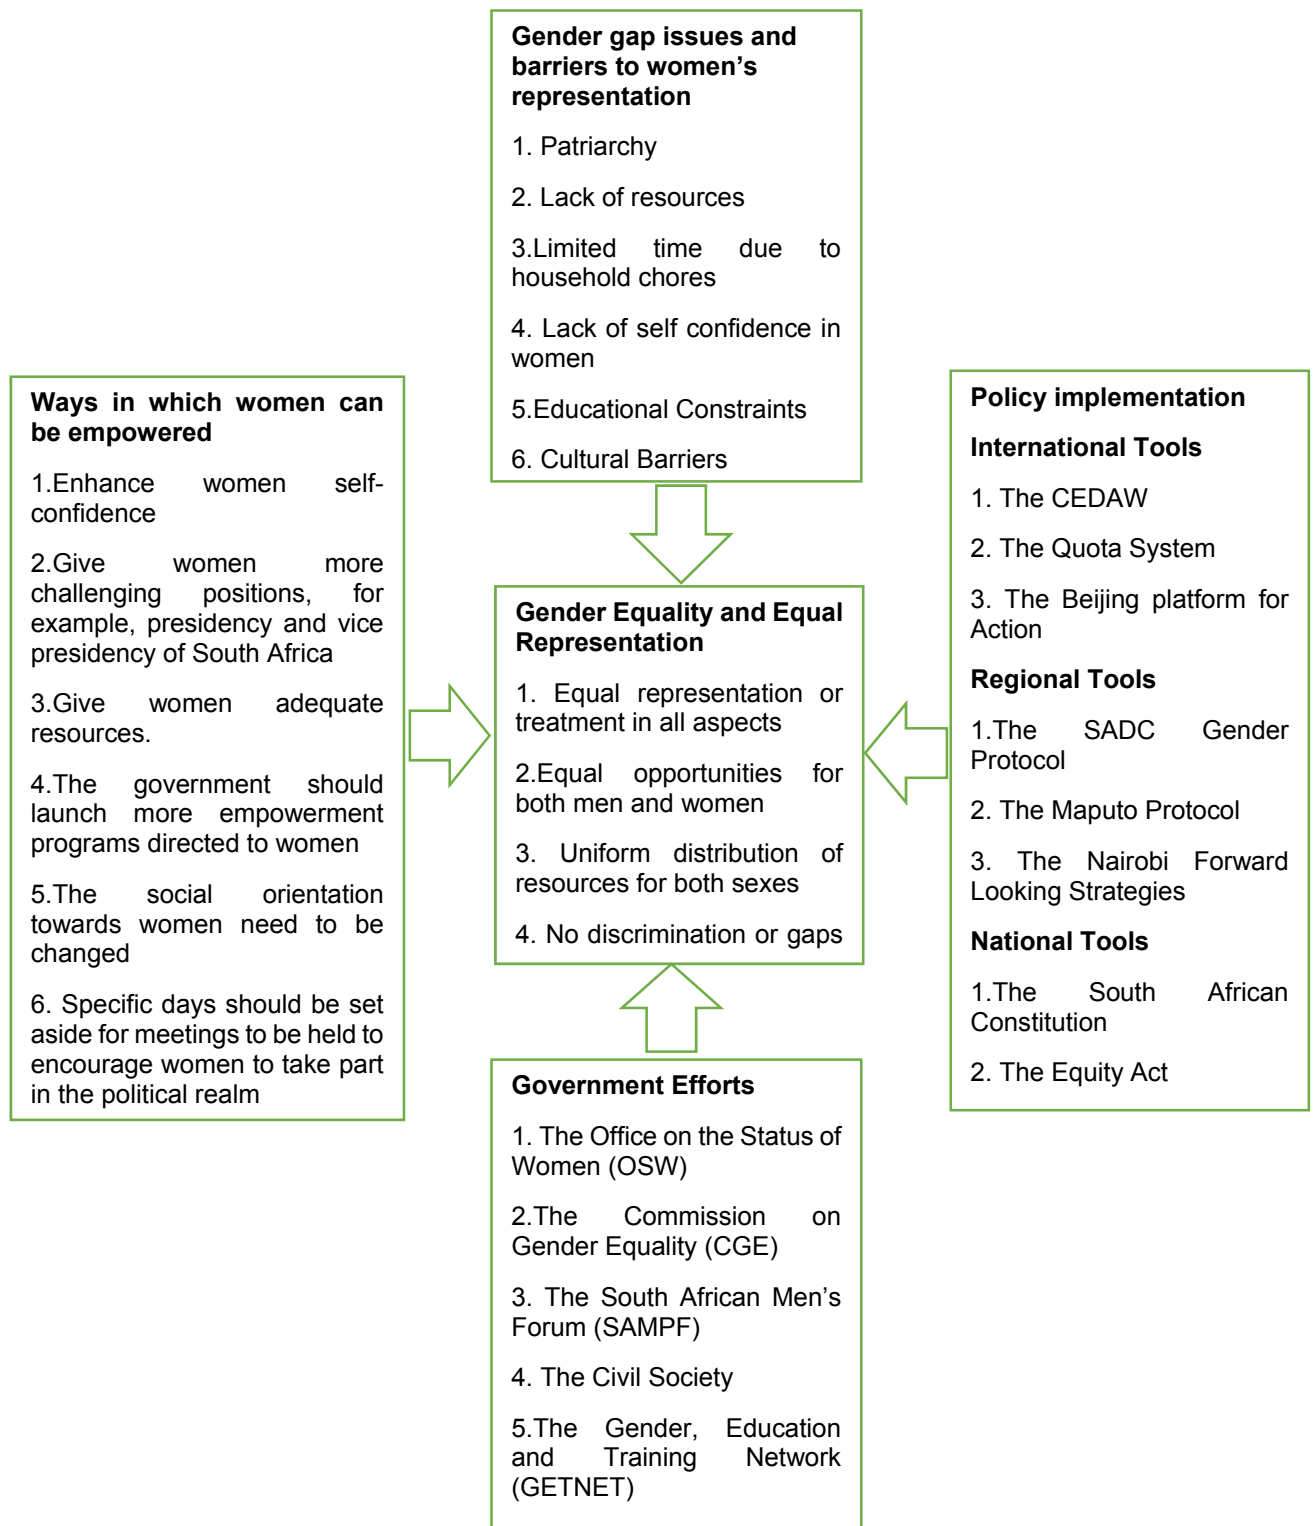 Gender gap issues and
barriers to women's
representation
1. Patriarchy
2. Lack of resources
3.Limited time due to
household chores
4. Lack of self confidence in
women
5.Educational Constraints
6. Cultural Barriers
Ways in which women can
be empowered
1.Enhance women self-
confidence
2.Give women more
challenging positions, for
example, presidency and vice
presidency of South Africa
3.Give women adequate
resources.
4.The government should
launch more empowerment
programs directed to women
5.The social orientation
towards women need to be
changed
6. Specific days should be set
aside for meetings to be held to
encourage women to take part
in the political realm
Gender Equality and Equal
Representation
1. Equal representation or
treatment in all aspects
2.Equal opportunities for
both men and women
3. Uniform distribution of
resources for both sexes
4. No discrimination or gaps
Policy implementation
International Tools
1. The CEDAW
2. The Quota System
3. The Beijing platform for
Action
Regional Tools
1.The SADC Gender
Protocol
2. The Maputo Protocol
3. The Nairobi Forward
Looking Strategies
National Tools
1.The South African
Constitution
2. The Equity Act
Government Efforts
1. The Office on the Status of
Women (OSW)
2.The Commission on
Gender Equality (CGE)
3. The South African Men's
Forum (SAMPF)
4. The Civil Society
5.The Gender, Education
and Training Network
(GETNET)